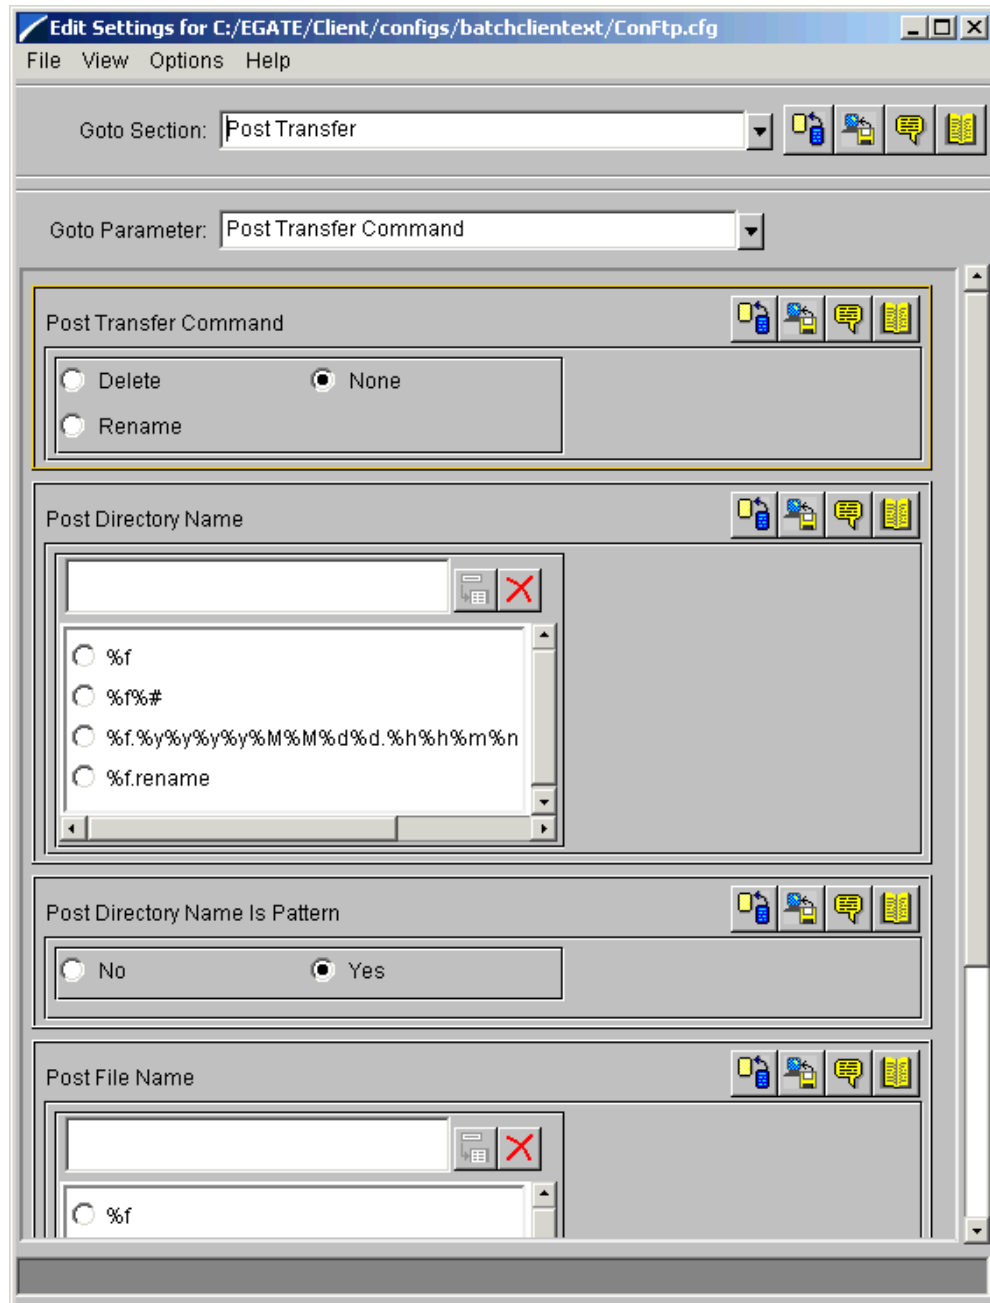 Edit Settings for C:/EGATE/Client/configs/batchclientext/ConFtp.cfg
File View Options Help
Goto Section: Post Transfer
Goto Parameter: Post Transfer Command
Post Transfer Command
Delete None
Rename
Post Directory Name
%f
%f%#
%f.%y%y%y%y%M%M%d%d.%h%h%m%n
%f.rename
Post Directory Name Is Pattern
No Yes
Post File Name
%f